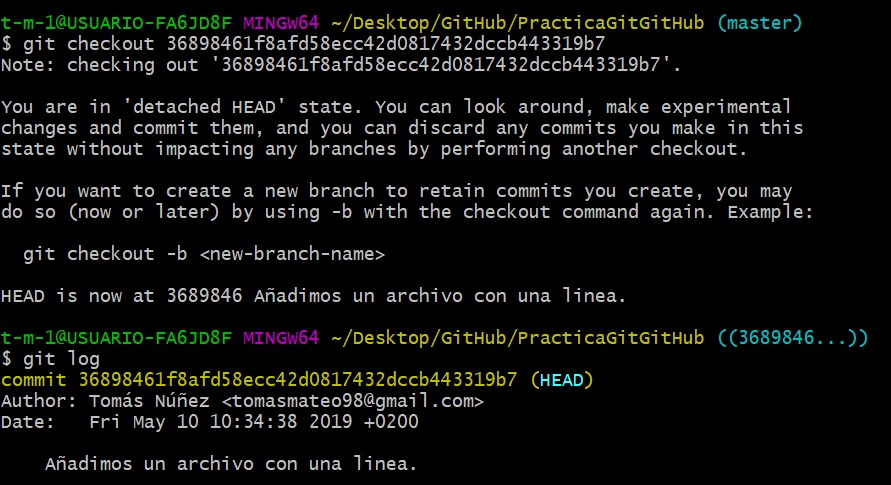 t-m-1@USUARIO-FA6JD8F MINGW64 ~/Desktop/GitHub/PracticaGitGitHub (master)
$ git checkout 36898461f8afd58ecc42d0817432dccb443319b7
Note: checking out '36898461f8afd58ecc42d0817432dccb443319b7'.
You are in 'detached HEAD' state. You can look around, make experimental
changes and commit them, and you can discard any commits you make in this
state without impacting any branches by performing another checkout.
If you want to create a new branch to retain commits you create, you may
do so (now or later) by using -b with the checkout command again. Example:
git checkout -b <new-branch-name>
HEAD is now at 3689846 Añadimos un archivo con una linea.
t-m-1@USUARIO-FA6JD8F MINGW64 ~/Desktop/GitHub/PracticaGitGitHub ((3689846...))
$ git log
commit 36898461f8afd58ecc42d0817432dccb443319b7 (HEAD)
Author: Tomás Núñez <tomasmateo98@gmail.com>
Date:   Fri May 10 10:34:38 2019 +0200
Añadimos un archivo con una linea.